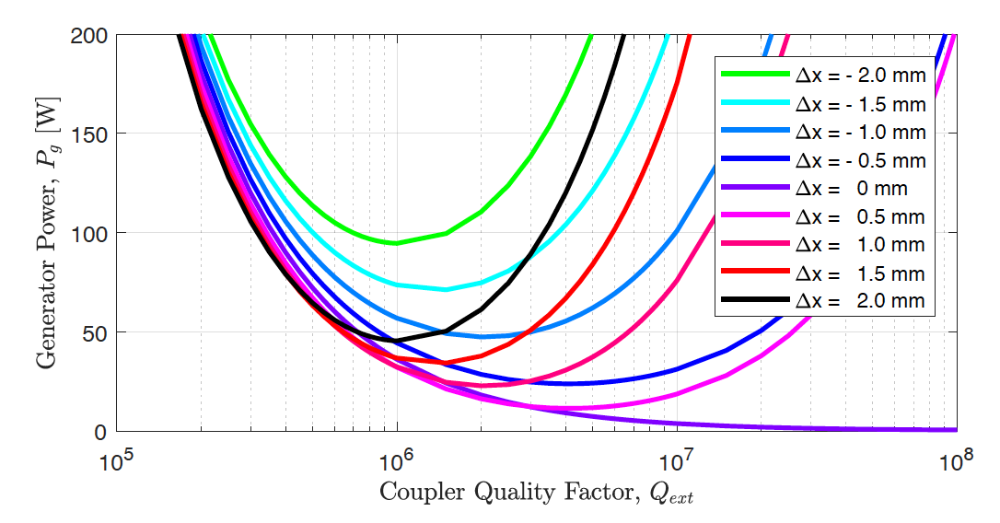 Generator Power, P_g [W]
200
150
100
50
0
10^5
10^6
10^7
10^8
Coupler Quality Factor, Q_ext
Δx = - 2.0 mm
Δx = - 1.5 mm
Δx = - 1.0 mm
Δx = - 0.5 mm
Δx = 0 mm
Δx = 0.5 mm
Δx = 1.0 mm
Δx = 1.5 mm
Δx = 2.0 mm